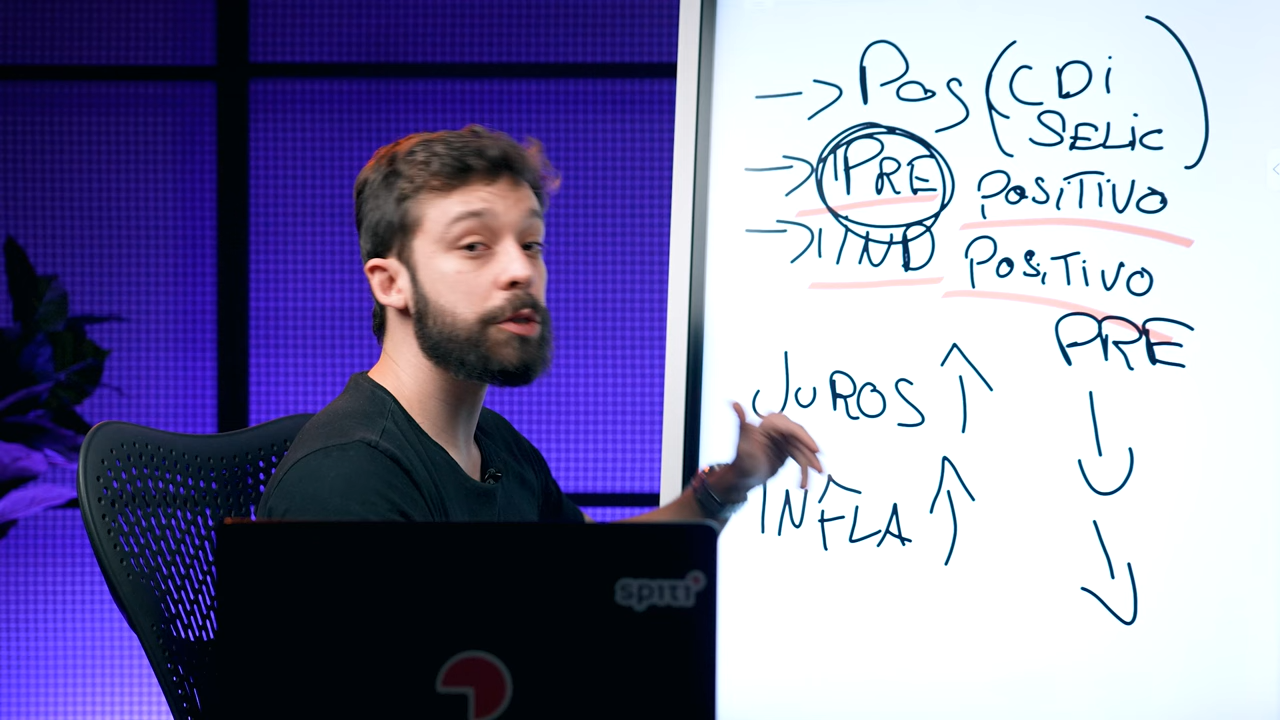 → Pos (CDi
SELic)
→ PRE POSiTiVO
→ IND POSiTiVO
PRE
JuROS ↑ ↓
INFLA ↑ ↓
spiti